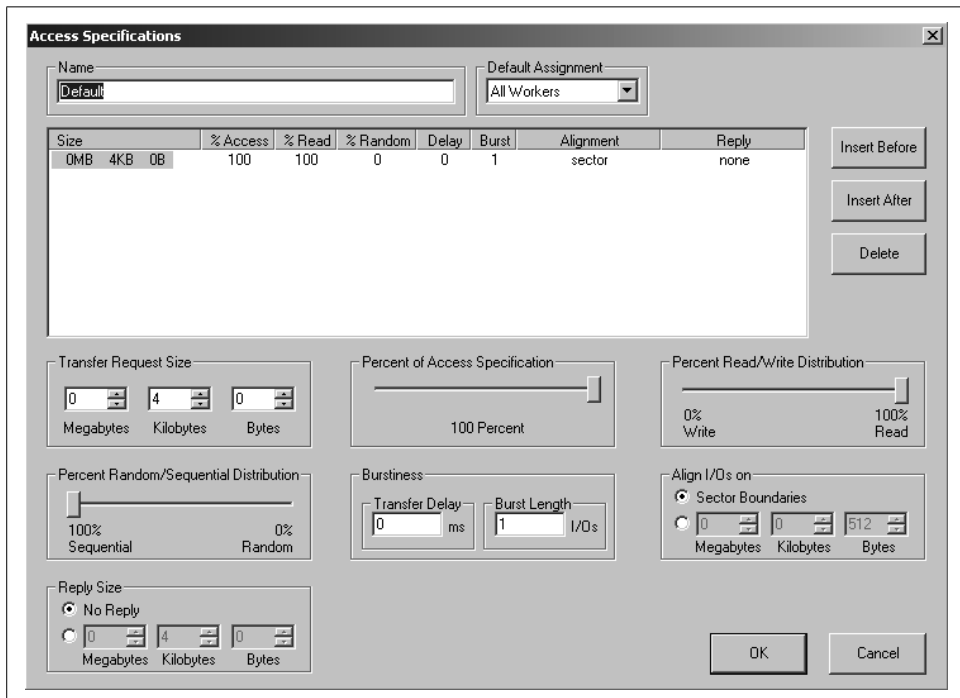 Access Specifications
Name
Default Assignment
Default
All Workers
Size % Access % Read % Random Delay Burst Alignment Reply
0MB 4KB 0B 100 100 0 0 1 sector none
Insert Before
Insert After
Delete
Transfer Request Size
0 4 0
Megabytes Kilobytes Bytes
Percent of Access Specification
100 Percent
Percent Read/Write Distribution
0% 100%
Write Read
Percent Random/Sequential Distribution
100% 0%
Sequential Random
Burstiness
Transfer Delay
0 ms
Burst Length
1 I/Os
Align I/Os on
Sector Boundaries
0 0 512
Megabytes Kilobytes Bytes
Reply Size
No Reply
0 4 0
Megabytes Kilobytes Bytes
OK
Cancel